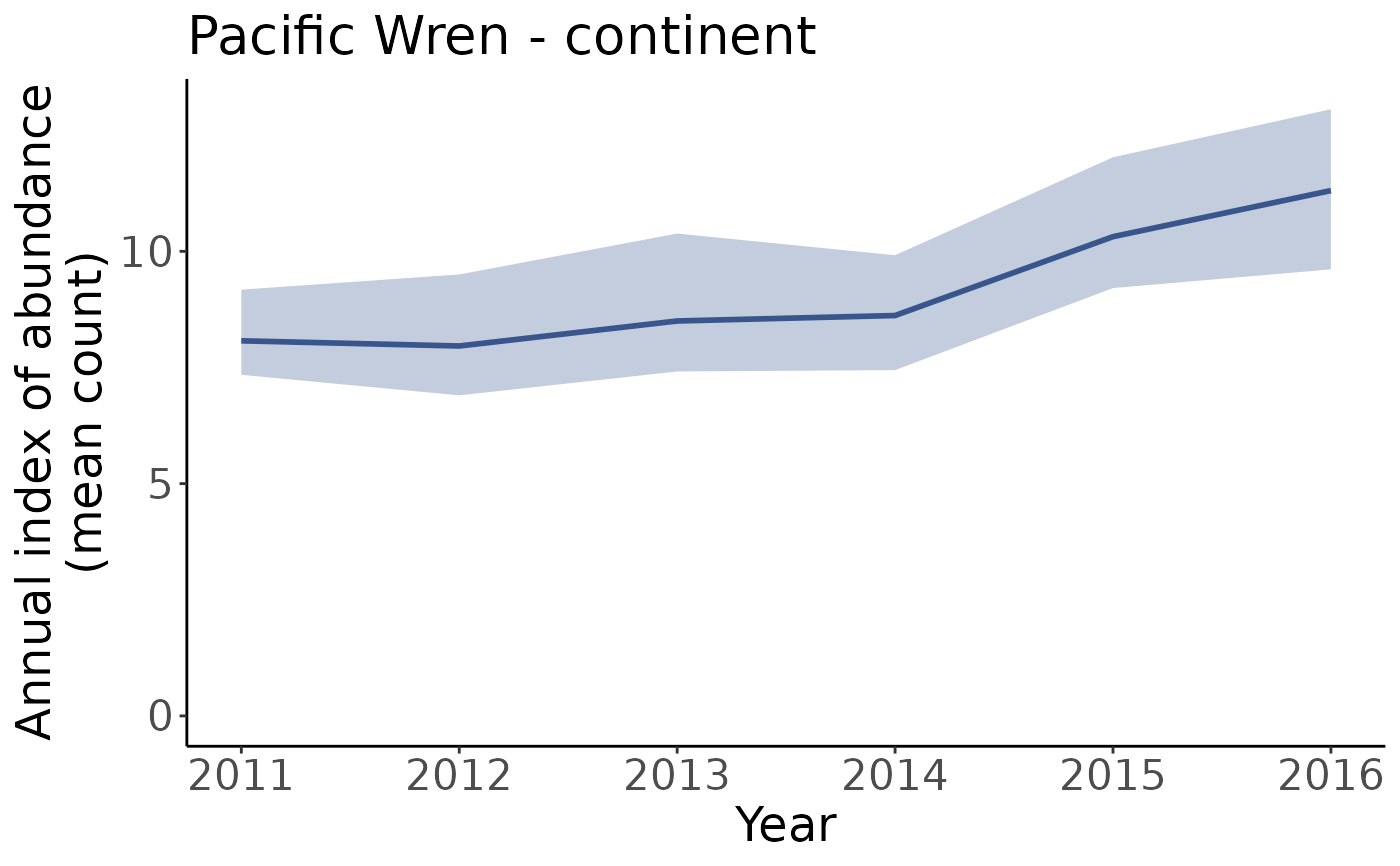 Pacific Wren - continent
Annual index of abundance
(mean count)
10
5
0
2011 2012 2013 2014 2015 2016
Year